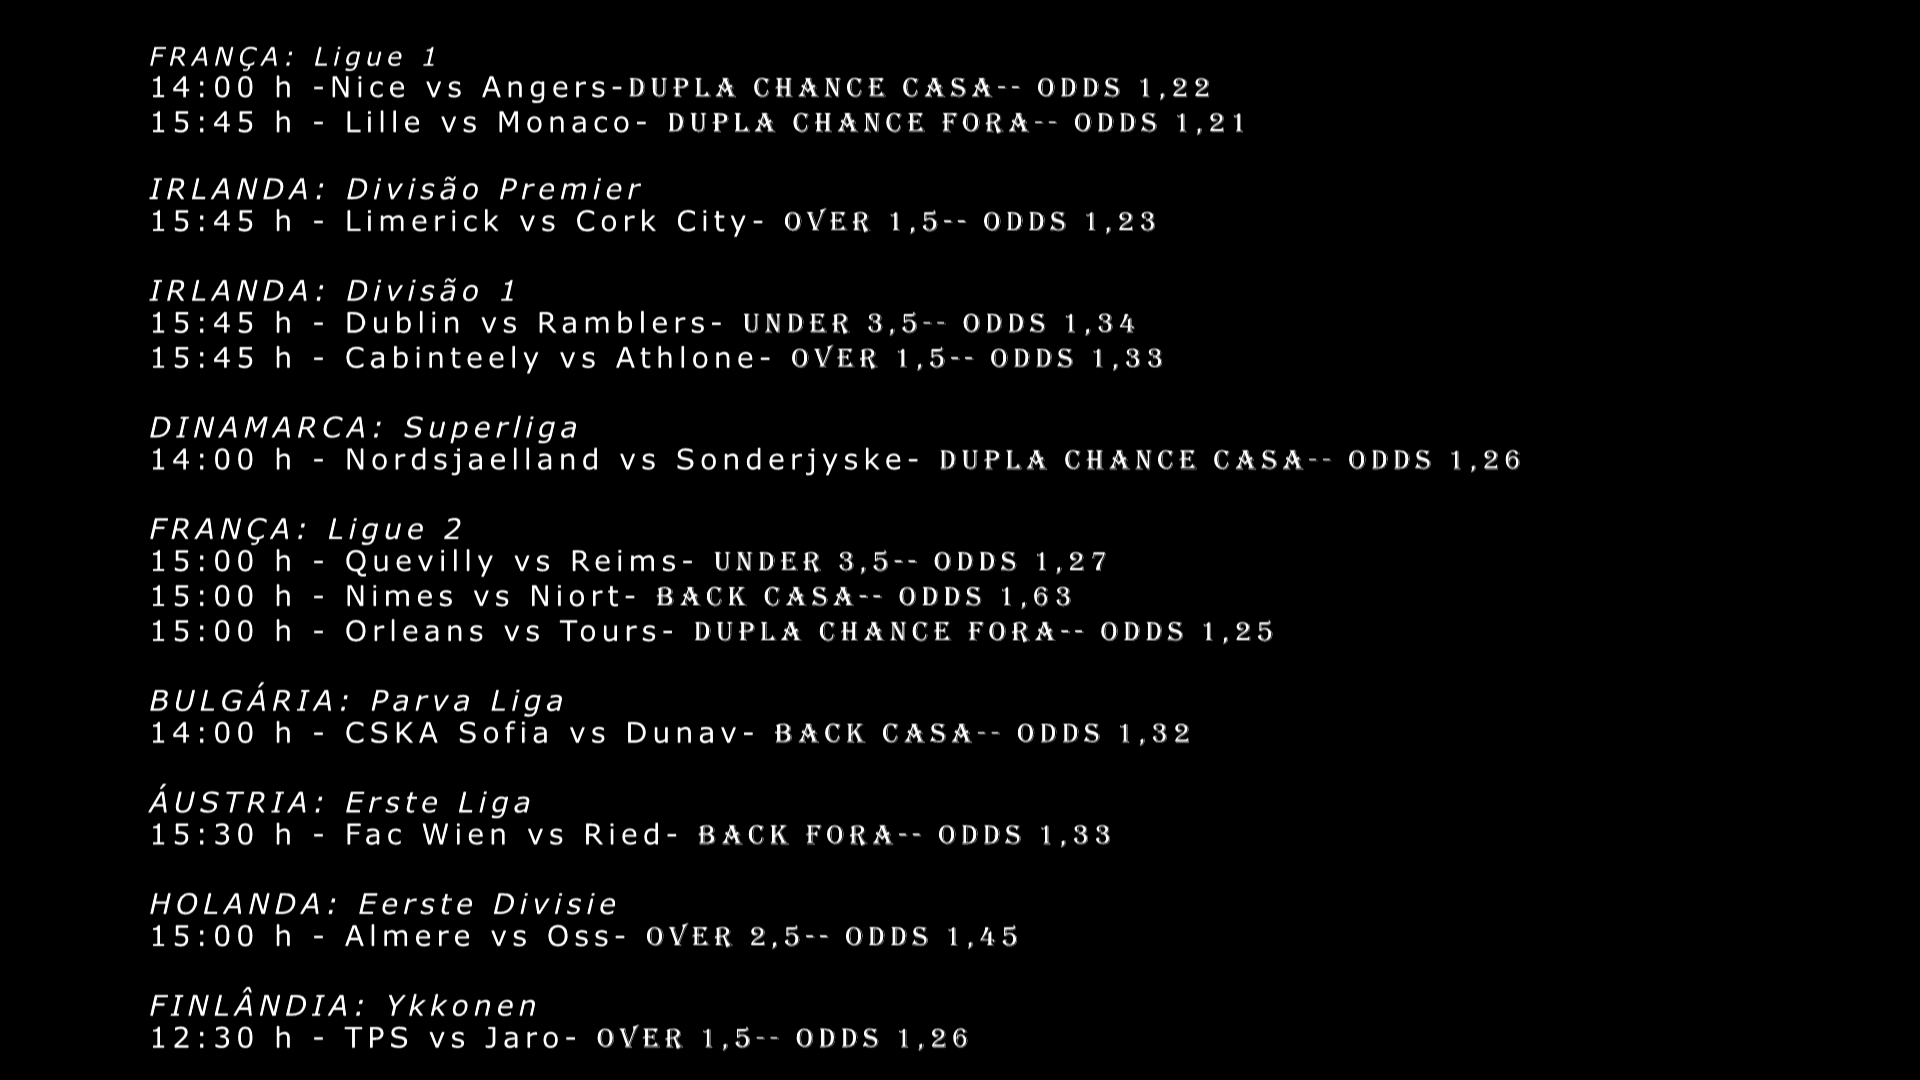 FRANÇA: Ligue 1
14:00 h -Nice vs Angers-DUPLA CHANCE CASA-- ODDS 1,22
15:45 h - Lille vs Monaco- DUPLA CHANCE FORA-- ODDS 1,21
IRLANDA: Divisão Premier
15:45 h - Limerick vs Cork City- OVER 1,5-- ODDS 1,23
IRLANDA: Divisão 1
15:45 h - Dublin vs Ramblers- UNDER 3,5-- ODDS 1,34
15:45 h - Cabinteely vs Athlone- OVER 1,5-- ODDS 1,33
DINAMARCA: Superliga
14:00 h - Nordsjaelland vs Sonderjyske- DUPLA CHANCE CASA-- ODDS 1,26
FRANÇA: Ligue 2
15:00 h - Quevilly vs Reims- UNDER 3,5-- ODDS 1,27
15:00 h - Nimes vs Niort- BACK CASA-- ODDS 1,63
15:00 h - Orleans vs Tours- DUPLA CHANCE FORA-- ODDS 1,25
BULGÁRIA: Parva Liga
14:00 h - CSKA Sofia vs Dunav- BACK CASA-- ODDS 1,32
ÁUSTRIA: Erste Liga
15:30 h - Fac Wien vs Ried- BACK FORA-- ODDS 1,33
HOLANDA: Eerste Divisie
15:00 h - Almere vs Oss- OVER 2,5-- ODDS 1,45
FINLÂNDIA: Ykkonen
12:30 h - TPS vs Jaro- OVER 1,5-- ODDS 1,26